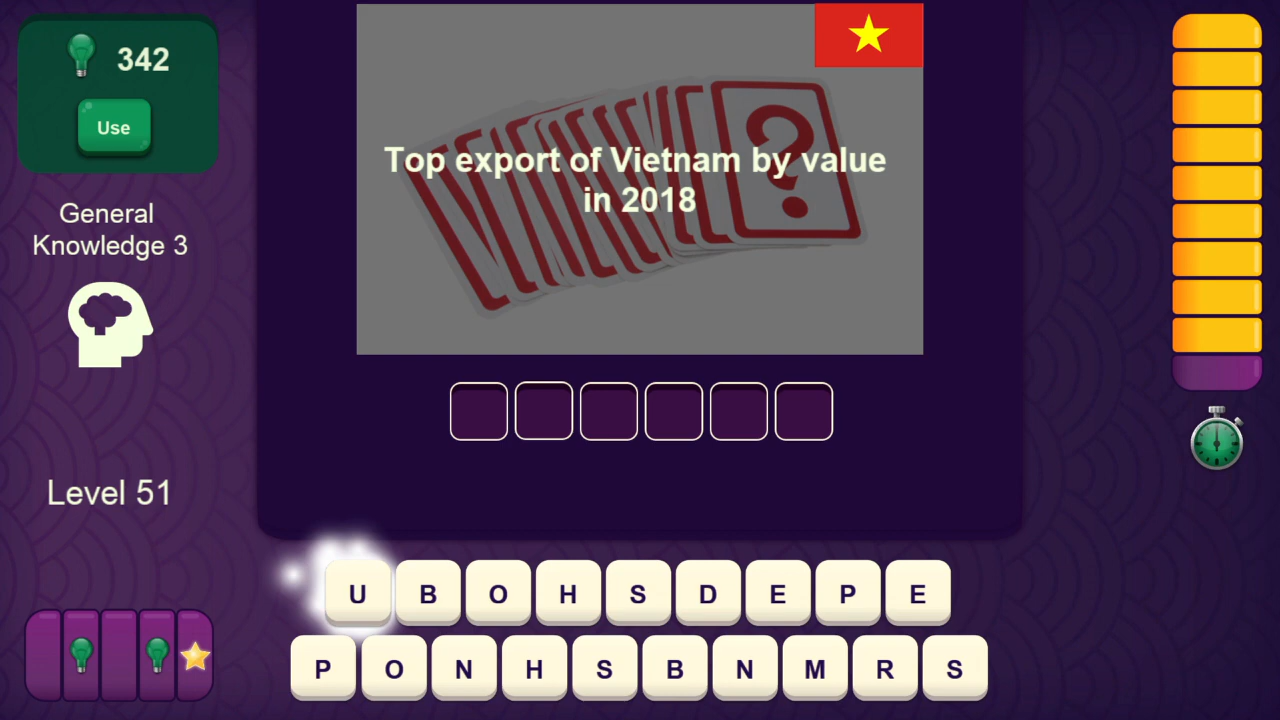 342
Use
General
Knowledge 3
Level 51
?
Top export of Vietnam by value
in 2018
U B O H S D E P E
P O N H S B N M R S